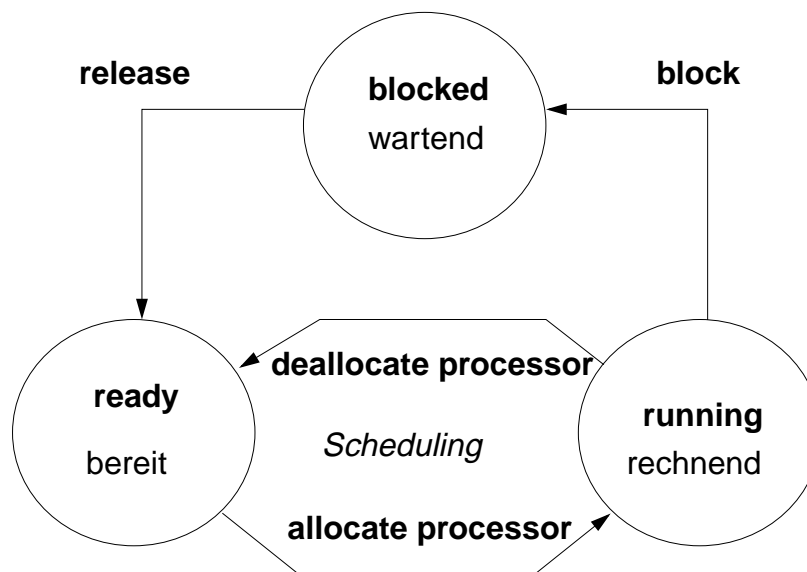 release
block
blocked
wartend
deallocate processor
ready
running
bereit
Scheduling
rechnend
allocate processor